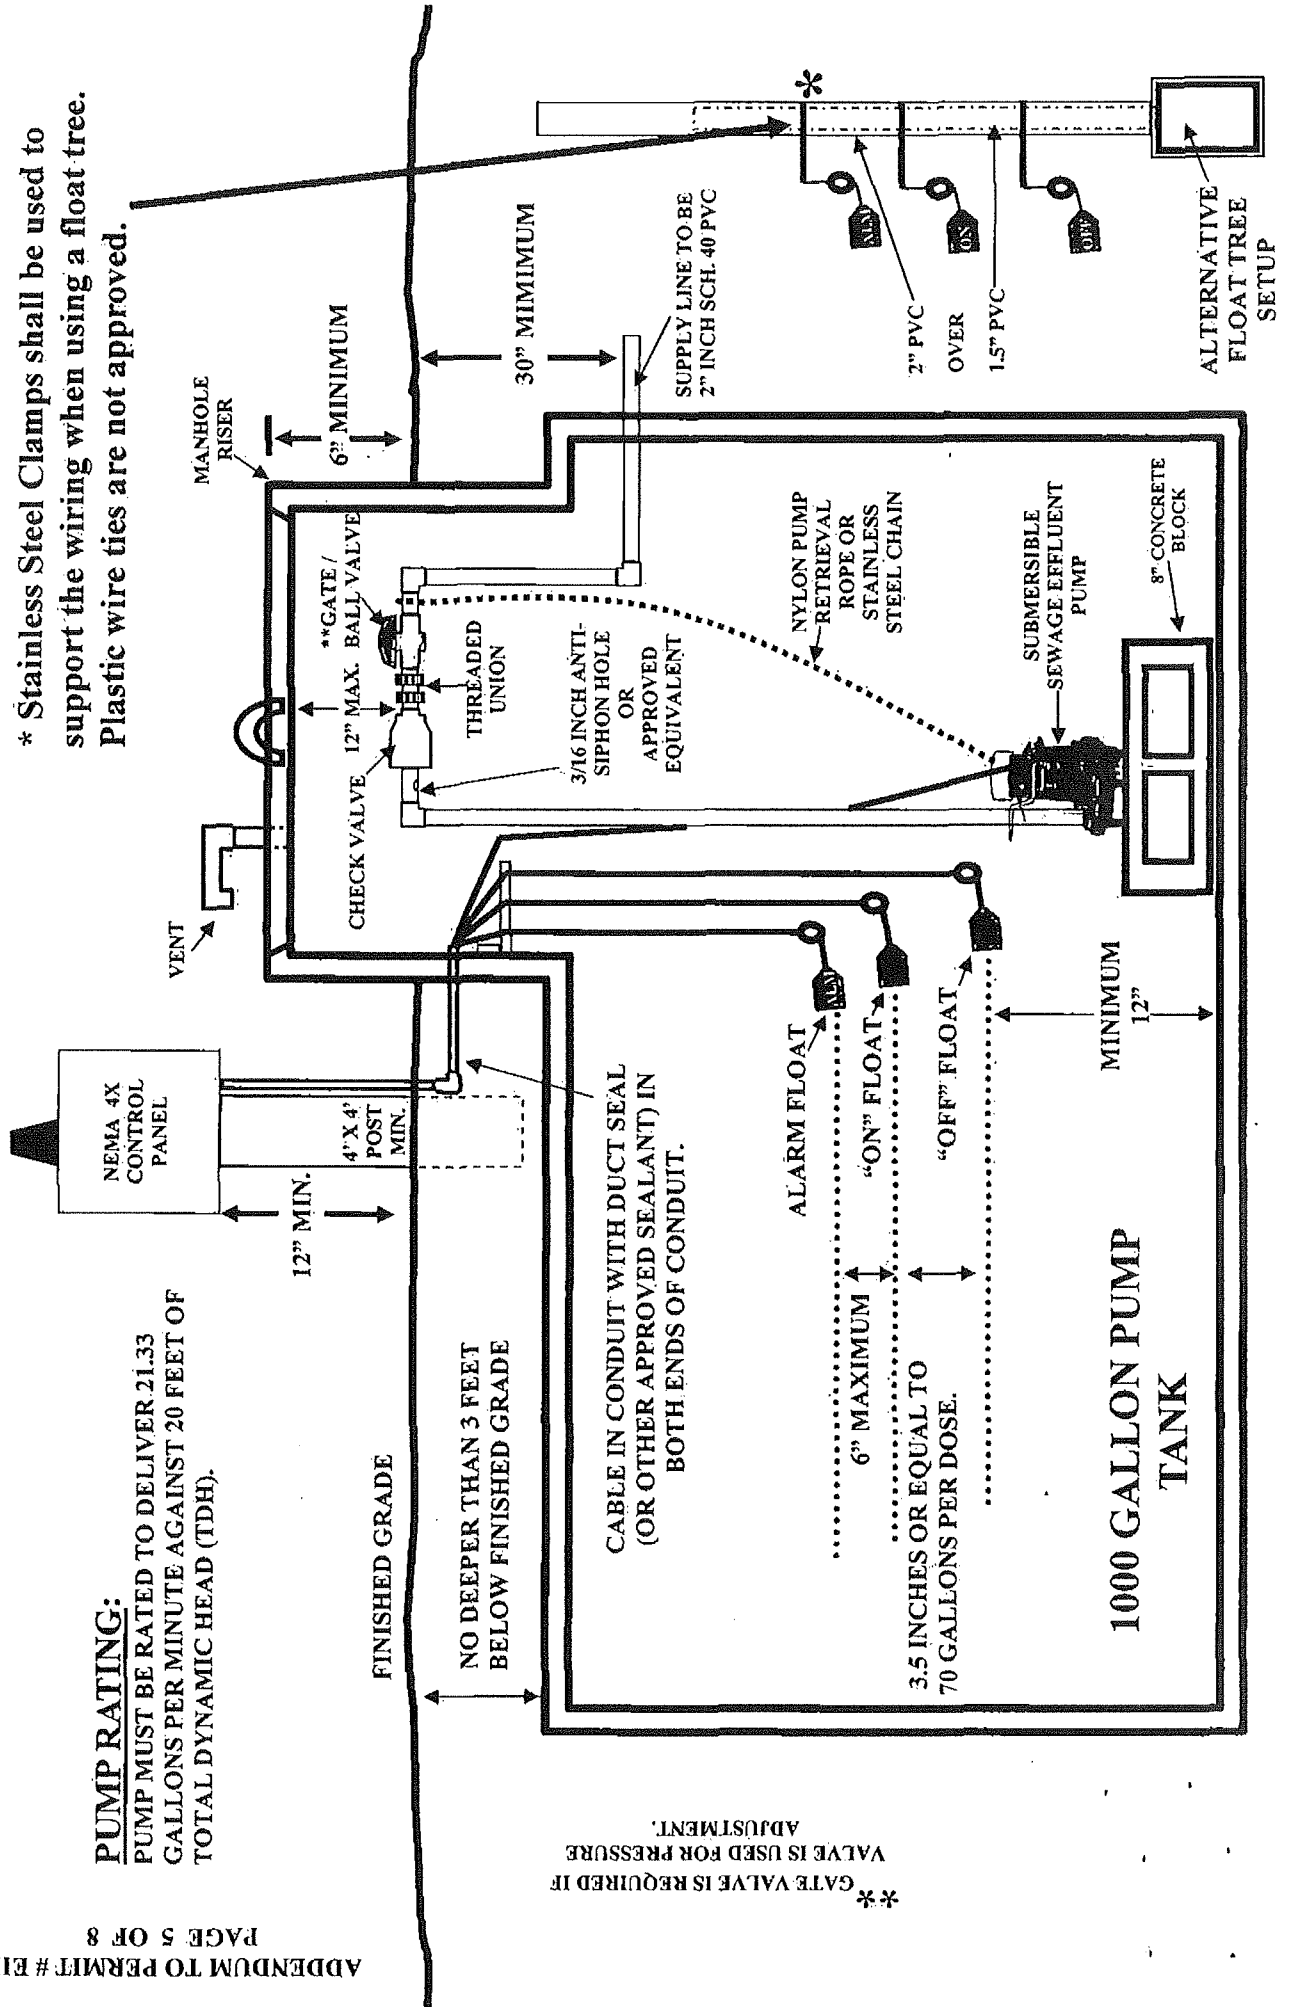 * Stainless Steel Clamps shall be used to
support the wiring when using a float tree.
Plastic wire ties are not approved.
PUMP RATING:
PUMP MUST BE RATED TO DELIVER 21.33
GALLONS PER MINUTE AGAINST 20 FEET OF
TOTAL DYNAMIC HEAD (TDH).
NEMA 4X
CONTROL
PANEL
12" MIN.
4" X 4'
POST
MIN.
VENT
MANHOLE
RISER
6" MINIMUM
FINISHED GRADE
NO DEEPER THAN 3 FEET
BELOW FINISHED GRADE
12" MAX.
**GATE /
BALL VALVE
CHECK VALVE
THREADED
UNION
3/16 INCH ANTI-
SIPHON HOLE
OR
APPROVED
EQUIVALENT
30" MIMIMUM
SUPPLY LINE TO BE
2" INCH SCH. 40 PVC
CABLE IN CONDUIT WITH DUCT SEAL
(OR OTHER APPROVED SEALANT) IN
BOTH ENDS OF CONDUIT.
NYLON PUMP
RETRIEVAL
ROPE OR
STAINLESS
STEEL CHAIN
ALARM FLOAT
ALM
"ON" FLOAT
"OFF" FLOAT
6" MAXIMUM
3.5 INCHES OR EQUAL TO
70 GALLONS PER DOSE.
MINIMUM
12"
SUBMERSIBLE
SEWAGE EFFLUENT
PUMP
8" CONCRETE
BLOCK
1000 GALLON PUMP
TANK
*
ALM
ON
OFF
2" PVC
OVER
1.5" PVC
ALTERNATIVE
FLOAT TREE
SETUP
** GATE VALVE IS REQUIRED IF
VALVE IS USED FOR PRESSURE
ADJUSTMENT.
ADDENDUM TO PERMIT #
PAGE 5 OF 8